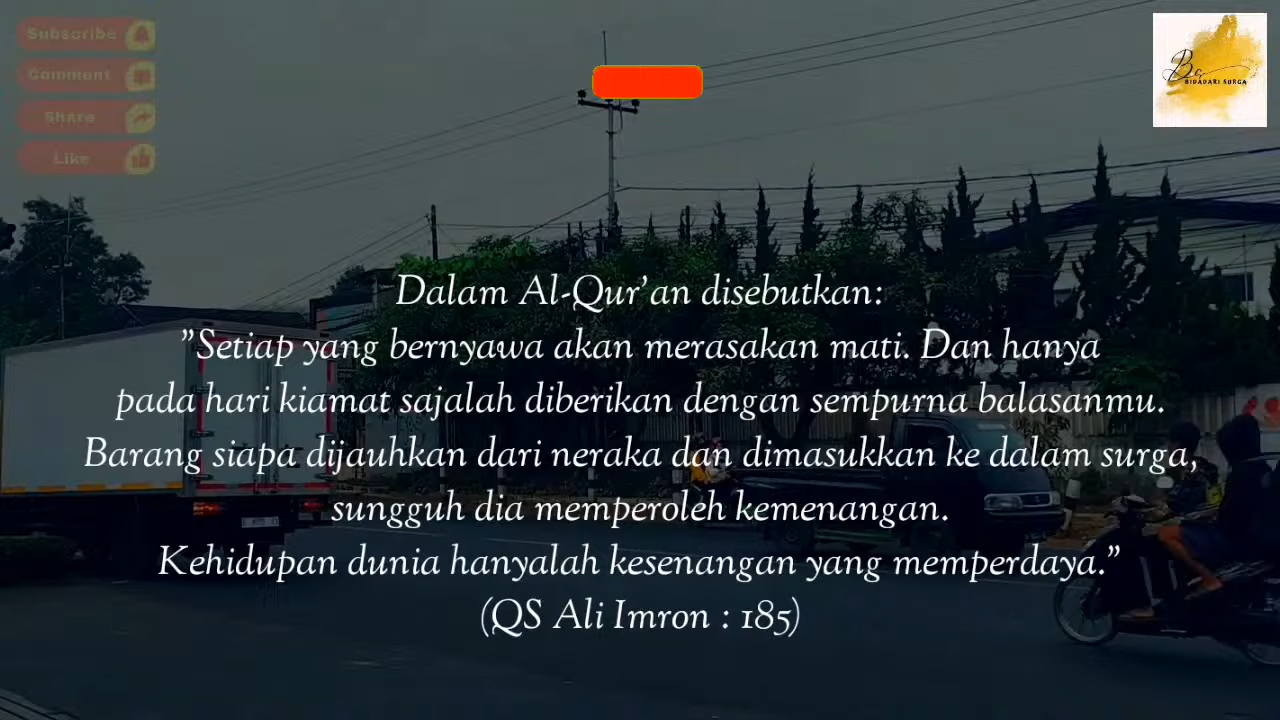 Subscribe
Comment
Share
Like
BIDADARI SURGA
Dalam Al-Qur'an disebutkan:
"Setiap yang bernyawa akan merasakan mati. Dan hanya
pada hari kiamat sajalah diberikan dengan sempurna balasanmu.
Barang siapa dijauhkan dari neraka dan dimasukkan ke dalam surga,
sungguh dia memperoleh kemenangan.
Kehidupan dunia hanyalah kesenangan yang memperdaya."
(QS Ali Imron : 185)